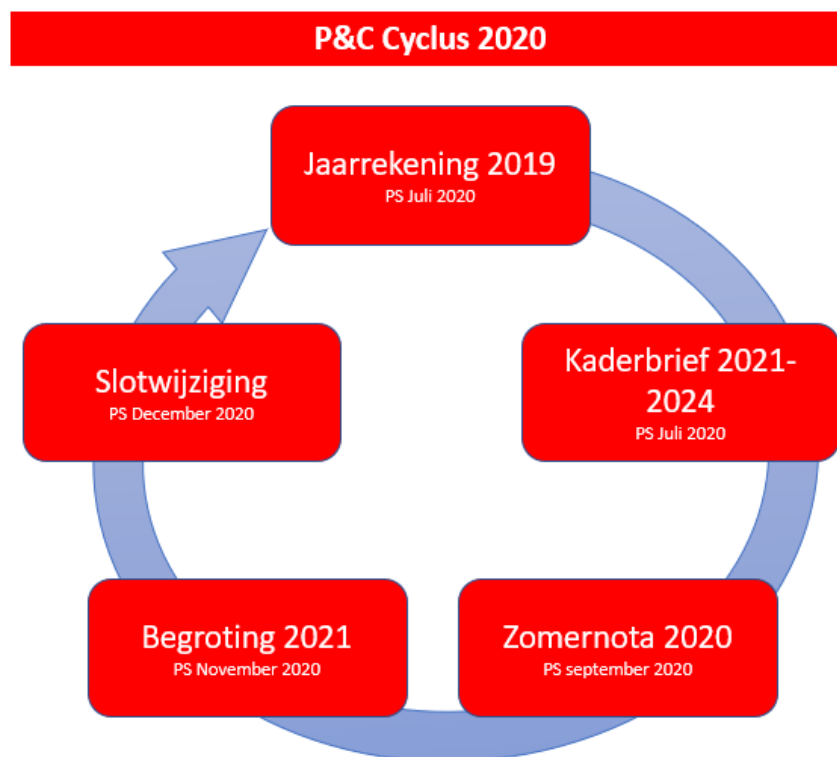 P&C Cyclus 2020
Jaarrekening 2019
PS Juli 2020
Kaderbrief 2021-
2024
PS Juli 2020
Zomernota 2020
PS september 2020
Begroting 2021
PS November 2020
Slotwijziging
PS December 2020